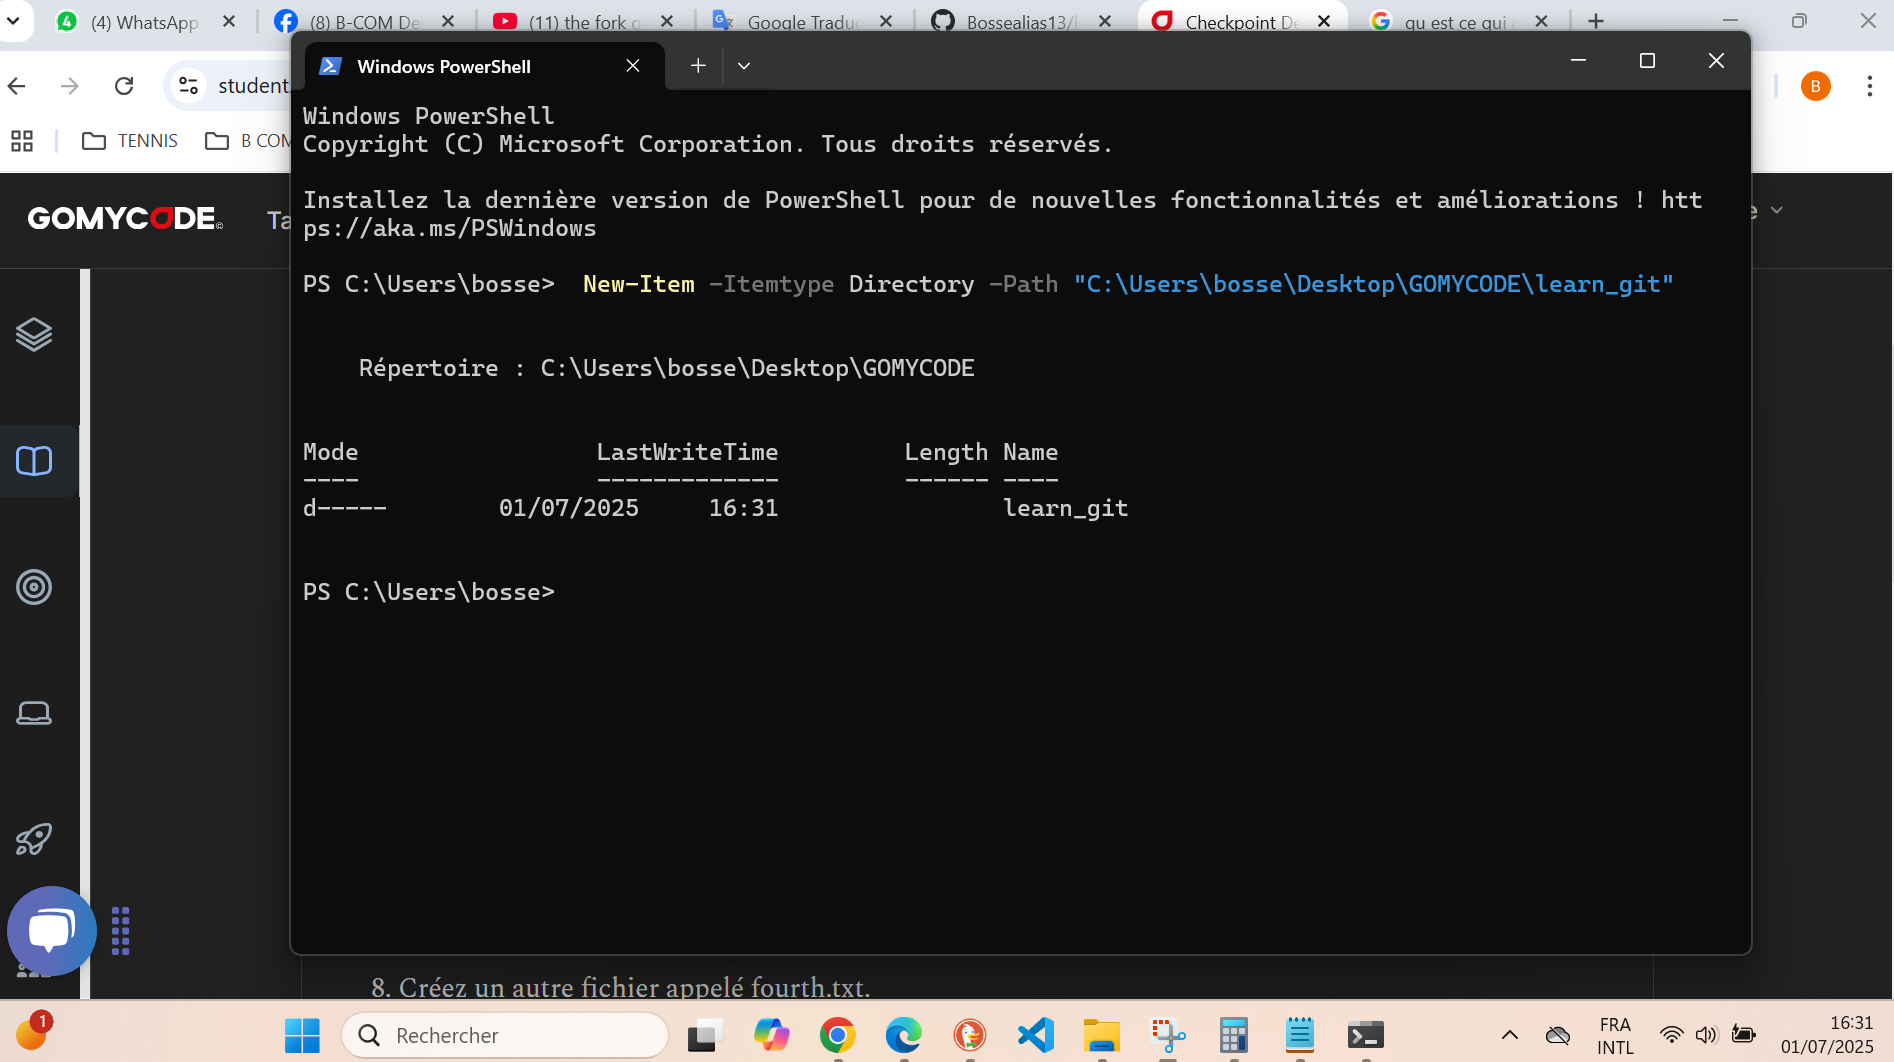 4 (4) WhatsApp
(8) B-COM De
(11) the fork
Google Traduc
Bossealias13/
Checkpoint De
qu est ce qui
Windows PowerShell
student.
B
TENNIS
B COM
Windows PowerShell
Copyright (C) Microsoft Corporation. Tous droits réservés.
Installez la dernière version de PowerShell pour de nouvelles fonctionnalités et améliorations ! htt
ps://aka.ms/PSWindows
GOMYCODE
Ta
PS C:\Users\bosse>  New-Item -Itemtype Directory -Path "C:\Users\bosse\Desktop\GOMYCODE\learn_git"
Répertoire : C:\Users\bosse\Desktop\GOMYCODE
Mode                 LastWriteTime         Length Name
----                 -------------         ------ ----
d-----        01/07/2025     16:31                learn_git
PS C:\Users\bosse>
8. Créez un autre fichier appelé fourth.txt.
1
Rechercher
FRA
INTL
16:31
01/07/2025